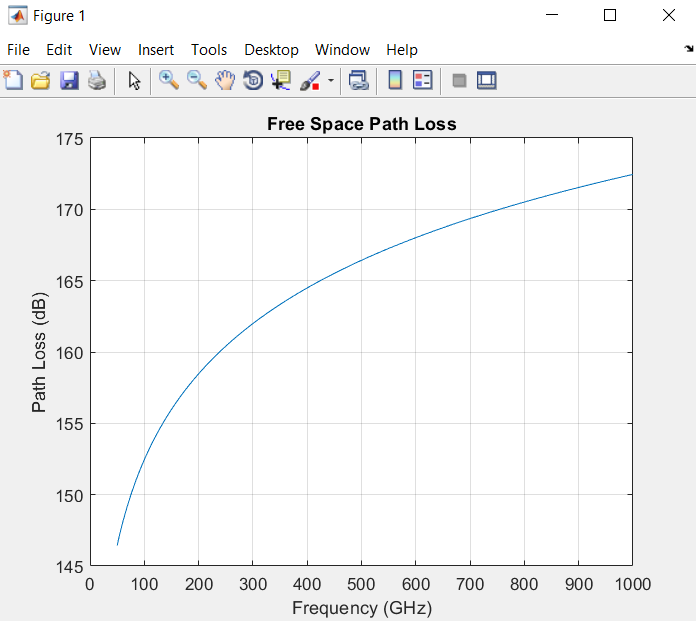 Figure 1
File Edit View Insert Tools Desktop Window Help
Free Space Path Loss
175
170
165
160
155
150
145
Path Loss (dB)
0 100 200 300 400 500 600 700 800 900 1000
Frequency (GHz)